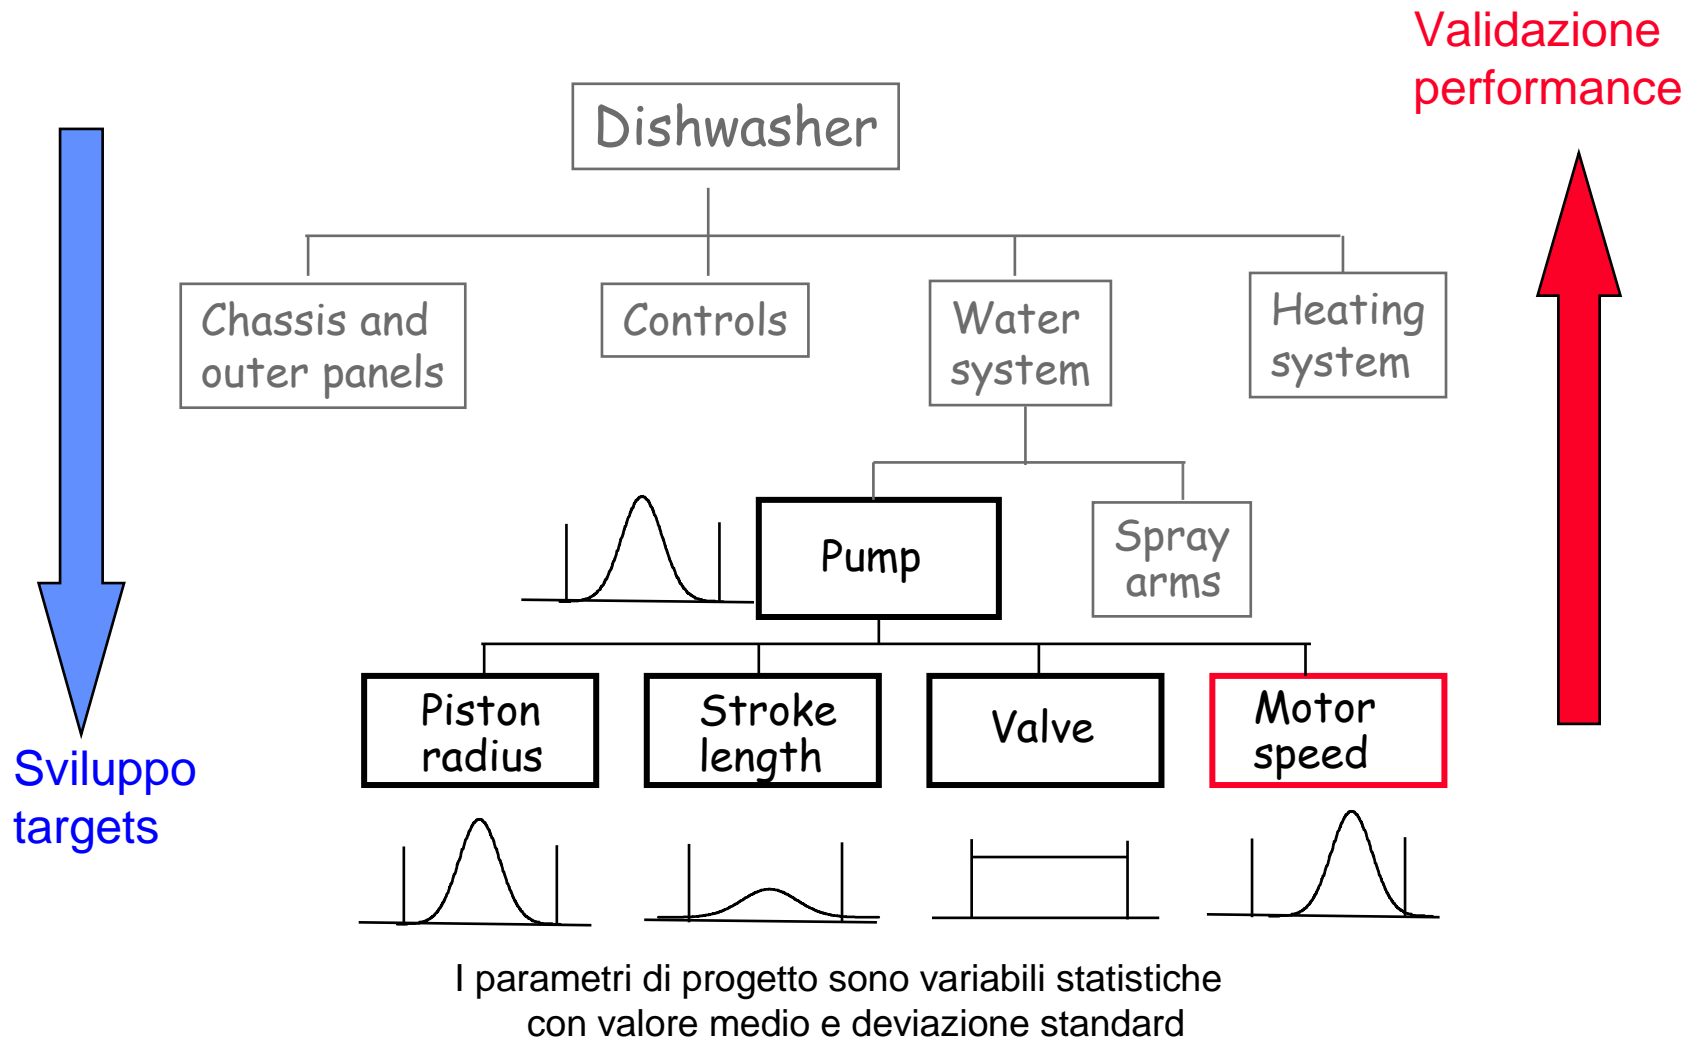 Validazione
performance
Dishwasher
Chassis and
outer panels
Controls
Water
system
Heating
system
Pump
Spray
arms
Piston
radius
Stroke
length
Valve
Motor
speed
Sviluppo
targets
I parametri di progetto sono variabili statistiche
con valore medio e deviazione standard